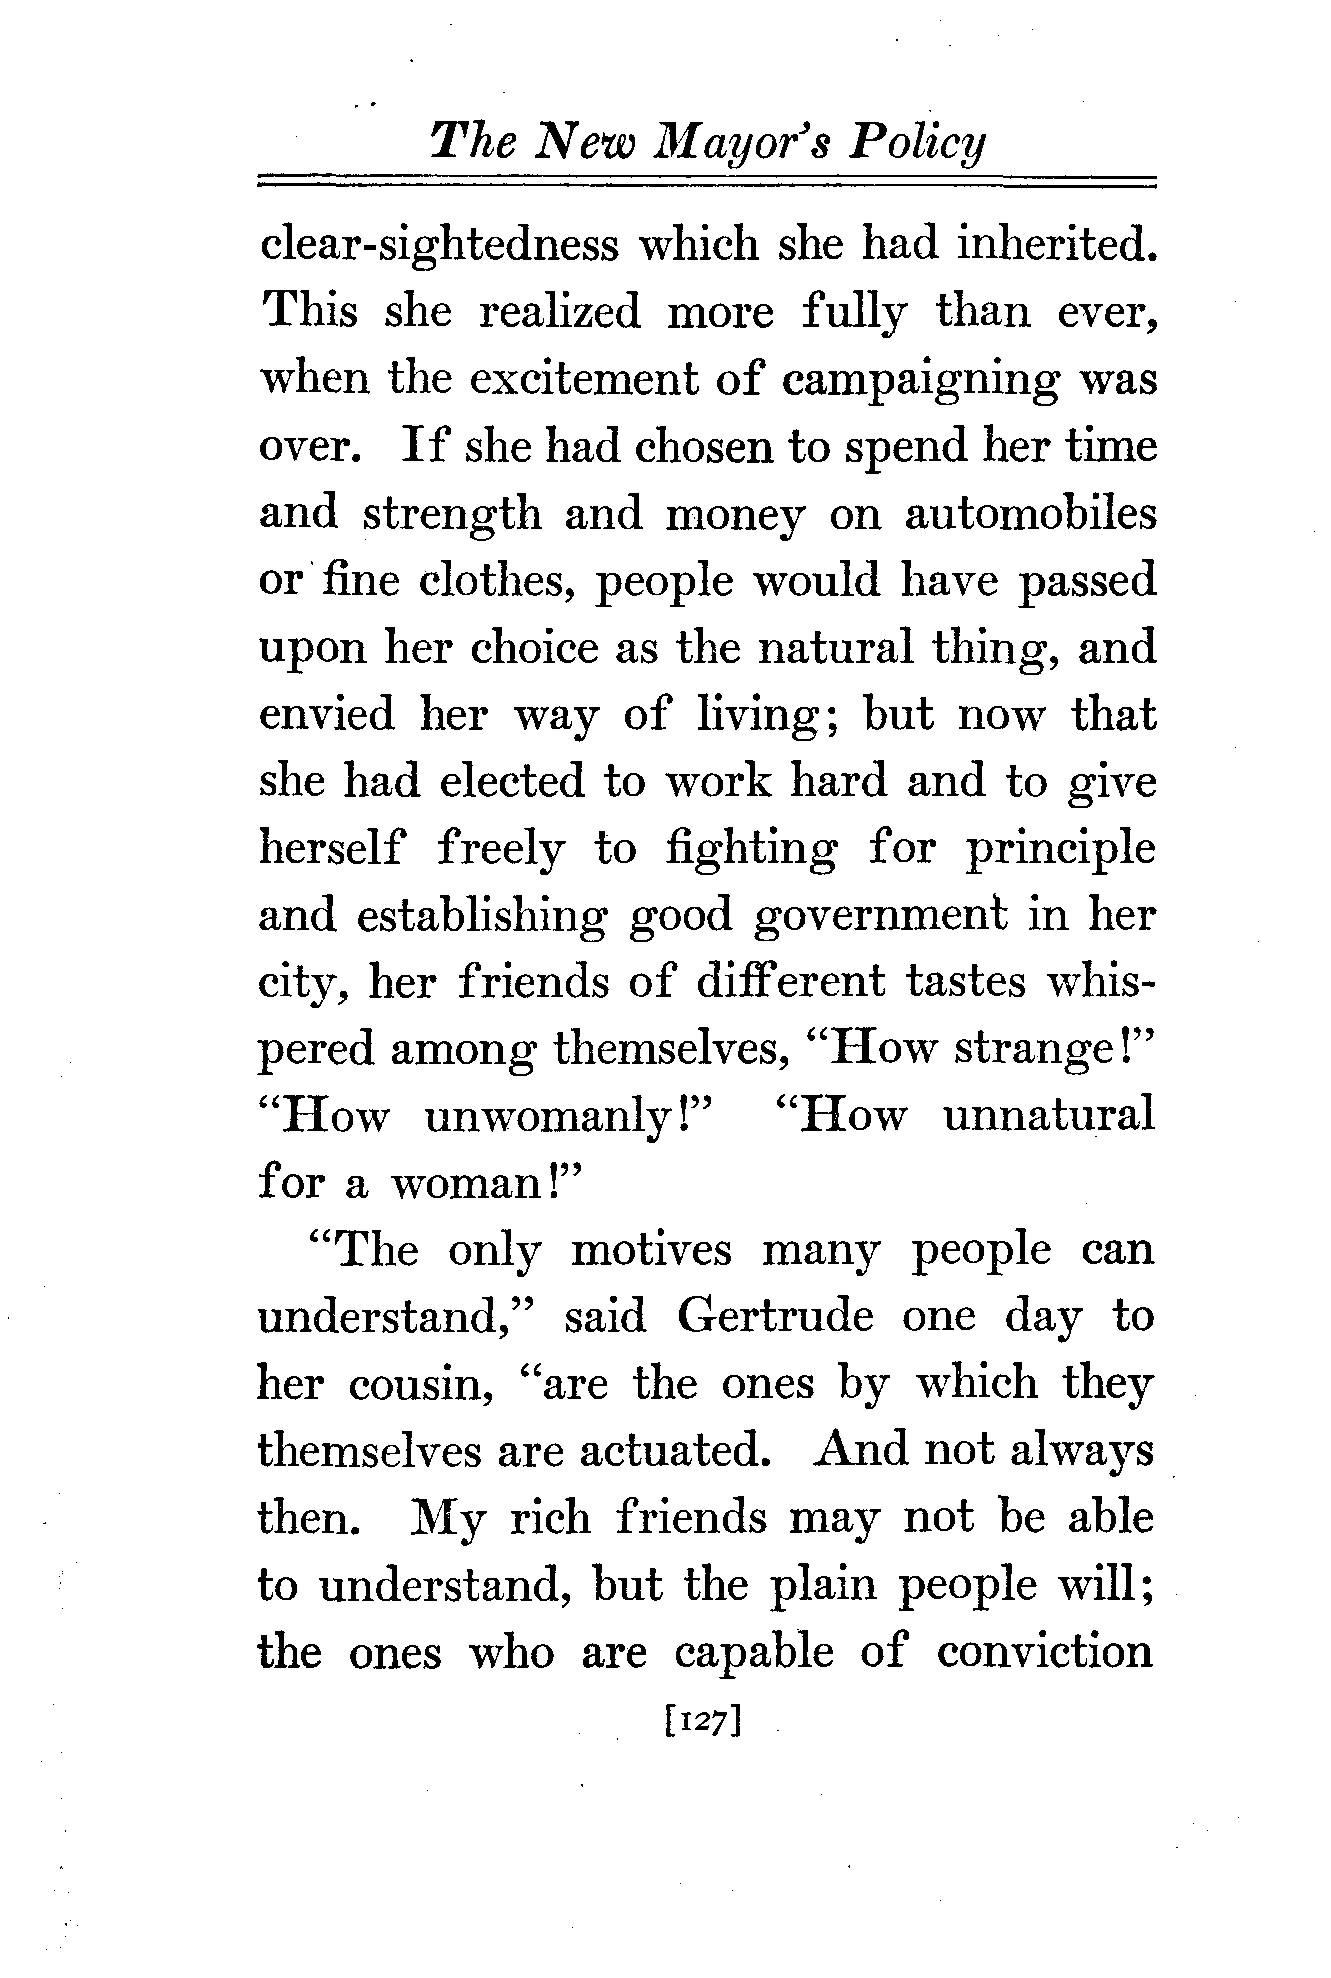 The New Mayor's Policy
clear-sightedness which she had inherited.
This she realized more fully than ever,
when the excitement of campaigning was
over. If she had chosen to spend her time
and strength and money on automobiles
or fine clothes, people would have passed
upon her choice as the natural thing, and
envied her way of living; but now that
she had elected to work hard and to give
herself freely to fighting for principle
and establishing good government in her
city, her friends of different tastes whis-
pered among themselves, “How strange!”
“How unwomanly!” “How unnatural
for a woman!”
“The only motives many people can
understand,” said Gertrude one day to
her cousin, “are the ones by which they
themselves are actuated. And not always
then. My rich friends may not be able
to understand, but the plain people will;
the ones who are capable of conviction
[127]